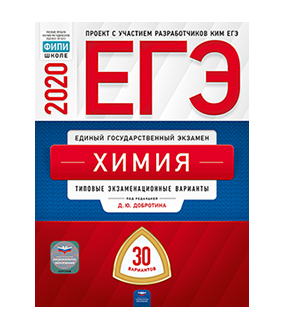 ПРОЕКТ С УЧАСТИЕМ РАЗРАБОТЧИКОВ КИМ ЕГЭ
ФИПИ
ШКОЛЕ
2020
ЕГЭ
ЕДИНЫЙ ГОСУДАРСТВЕННЫЙ ЭКЗАМЕН
ХИМИЯ
ТИПОВЫЕ ЭКЗАМЕНАЦИОННЫЕ ВАРИАНТЫ
ПОД РЕДАКЦИЕЙ
Д. Ю. ДОБРОТИНА
30
ВАРИАНТОВ